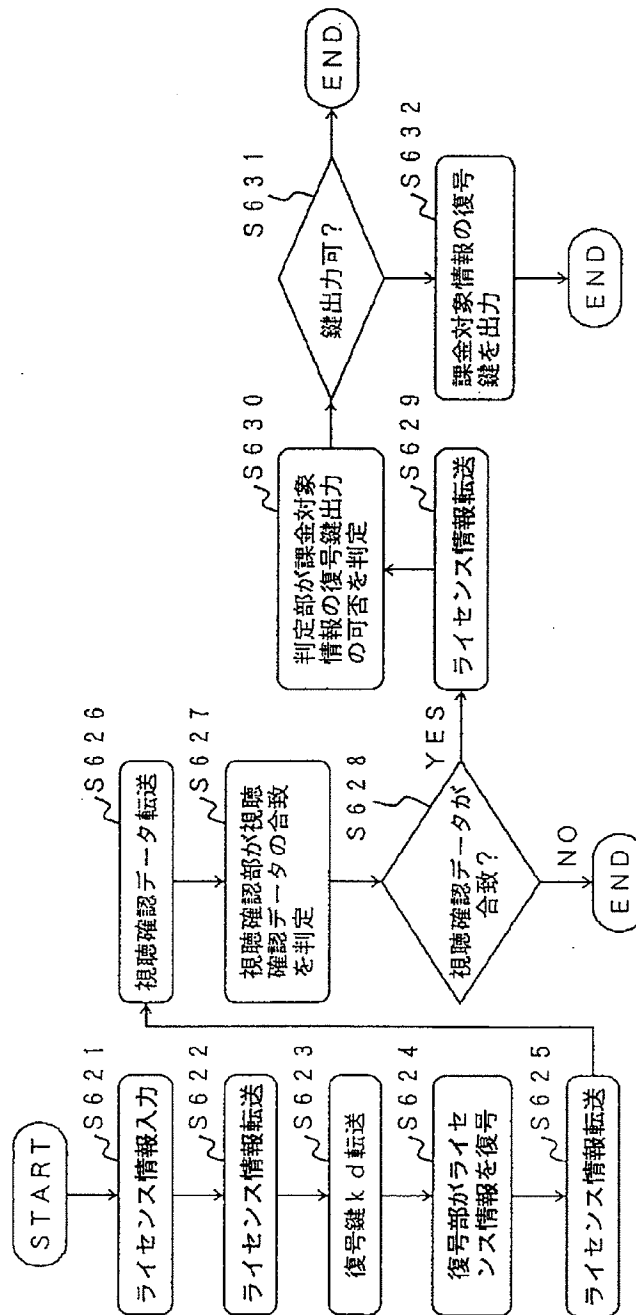 START
S621
ライセンス情報入力
S622
ライセンス情報転送
S623
復号鍵kd転送
S624
復号部がライセ
ンス情報を復号
S625
ライセンス情報転送
S626
視聴確認データ転送
S627
視聴確認部が視聴
確認データの合致
を判定
S628
視聴確認データが
合致?
YES
NO
END
S629
ライセンス情報転送
S630
判定部が課金対象
情報の復号鍵出力
の可否を判定
S631
鍵出力可?
END
S632
課金対象情報の復号
鍵を出力
END